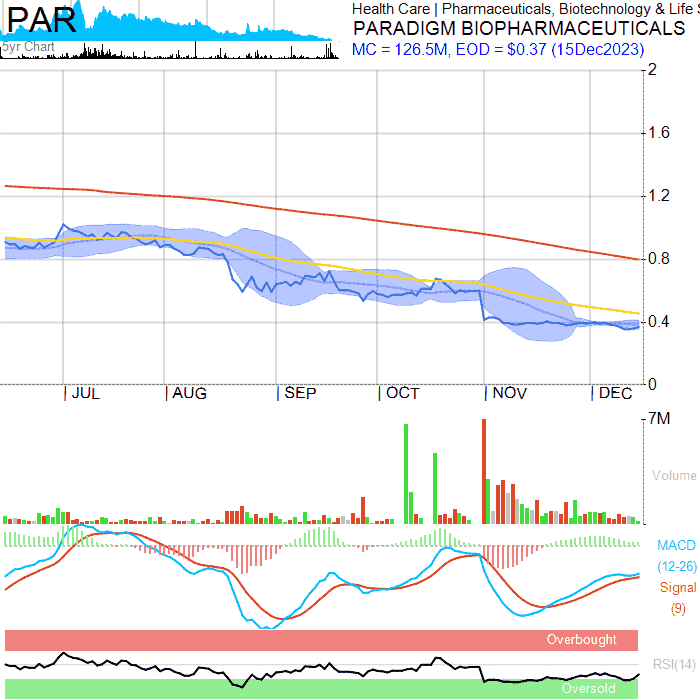 PAR
5yr Chart
Health Care | Pharmaceuticals, Biotechnology & Life S
PARADIGM BIOPHARMACEUTICALS
MC = 126.5M, EOD = $0.37 (15Dec2023)
2
1.6
1.2
0.8
0.4
0
JUL
AUG
SEP
OCT
NOV
DEC
7M
Volume
MACD
(12-26)
Signal
(9)
Overbought
RSI(14)
Oversold